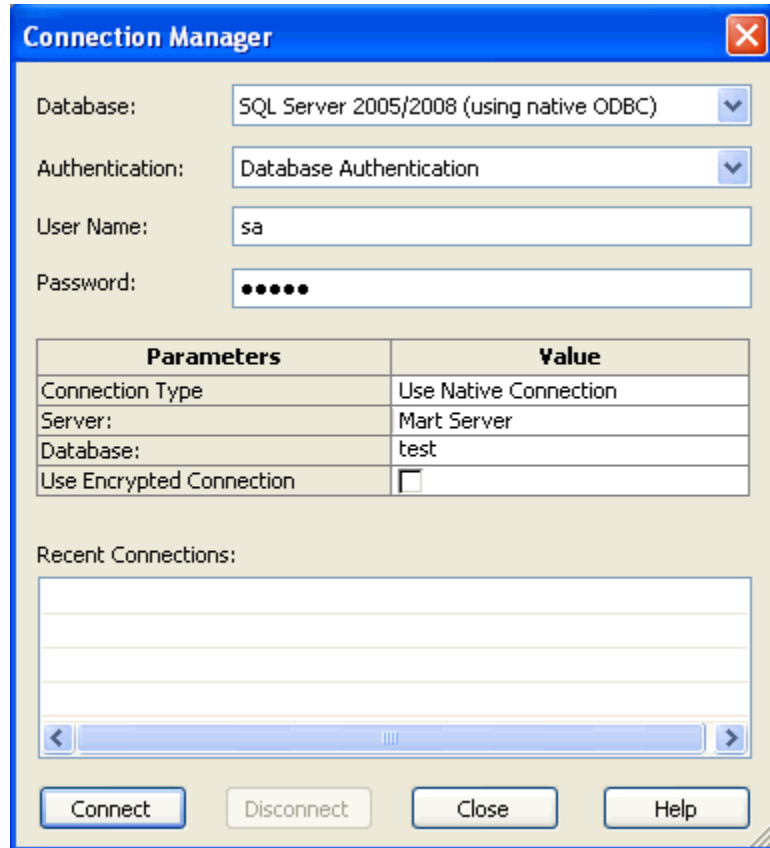 Connection Manager
Database: SQL Server 2005/2008 (using native ODBC)
Authentication: Database Authentication
User Name: sa
Password: •••••
Parameters Value
Connection Type Use Native Connection
Server: Mart Server
Database: test
Use Encrypted Connection
Recent Connections:
Connect Disconnect Close Help